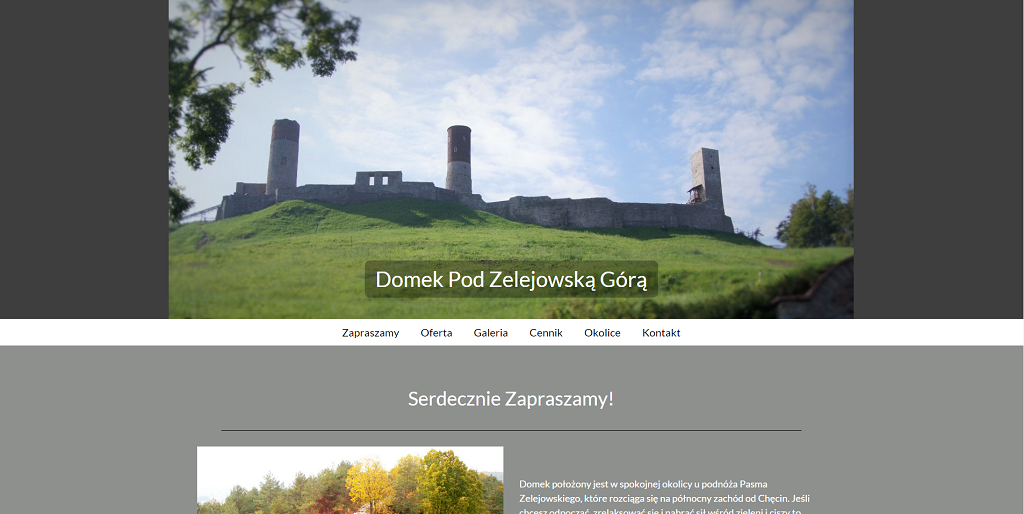 Domek Pod Zelejowską Górą
Zapraszamy Oferta Galeria Cennik Okolice Kontakt
Serdecznie Zapraszamy!
Domek położony jest w spokojnej okolicy u podnóża Pasma
Zelejowskiego, które rozciąga się na północny zachód od Chęcin. Jeśli
chcesz odpocząć, zrelaksować się i nabrać sił wśród zieleni i ciszy to